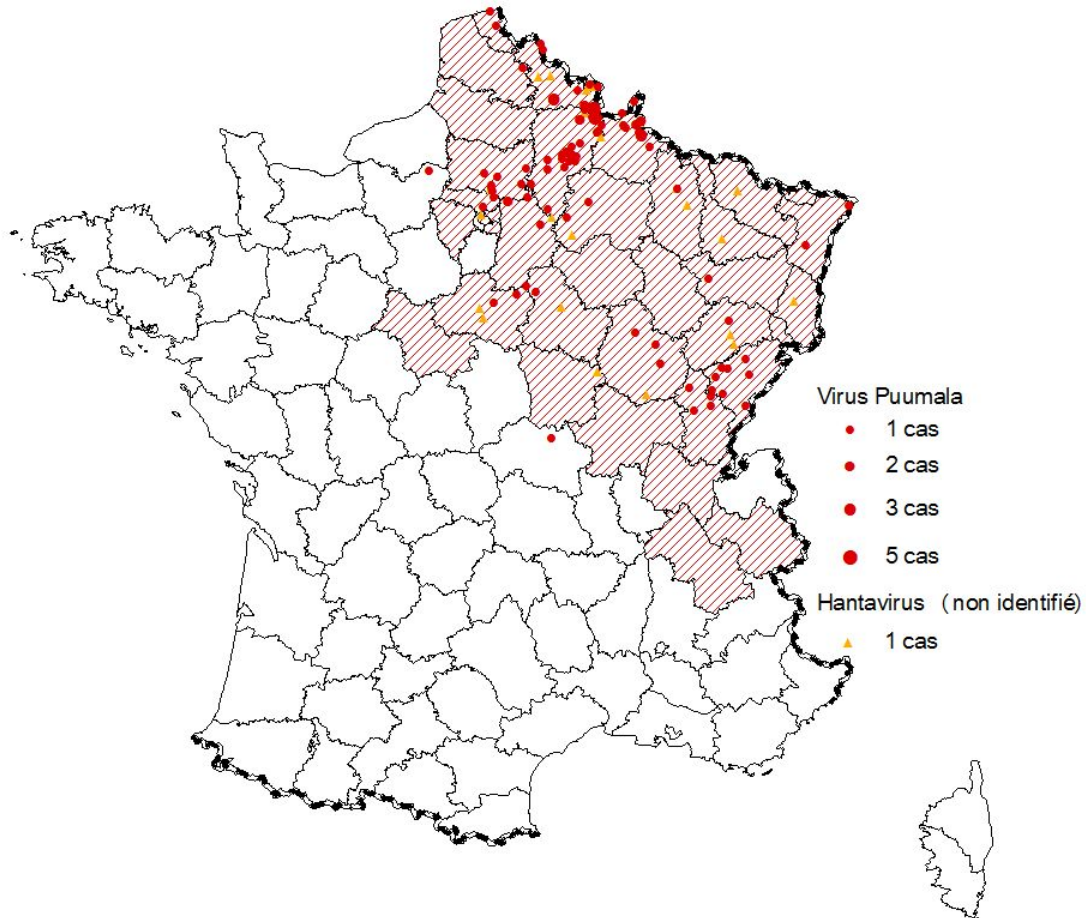 Virus Puumala
1 cas
2 cas
3 cas
5 cas
Hantavirus (non identifié)
1 cas